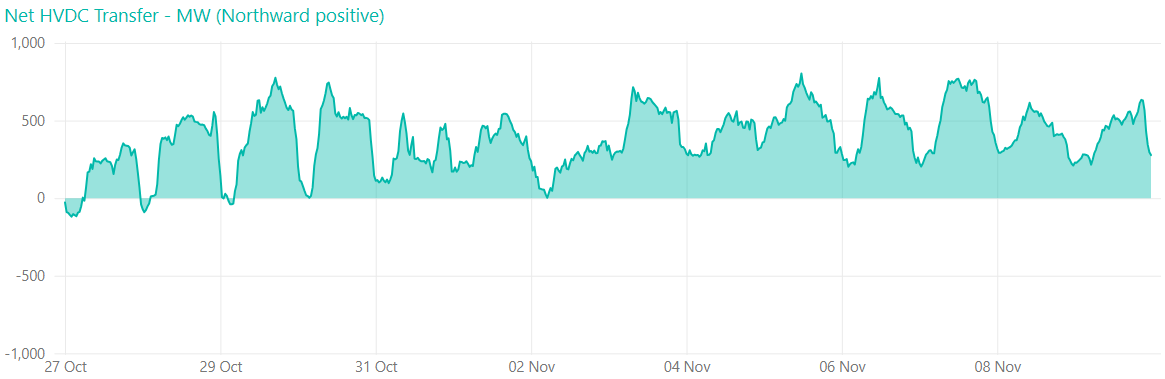 Net HVDC Transfer - MW (Northward positive)
1,000
500
0
-500
-1,000
27 Oct 29 Oct 31 Oct 02 Nov 04 Nov 06 Nov 08 Nov